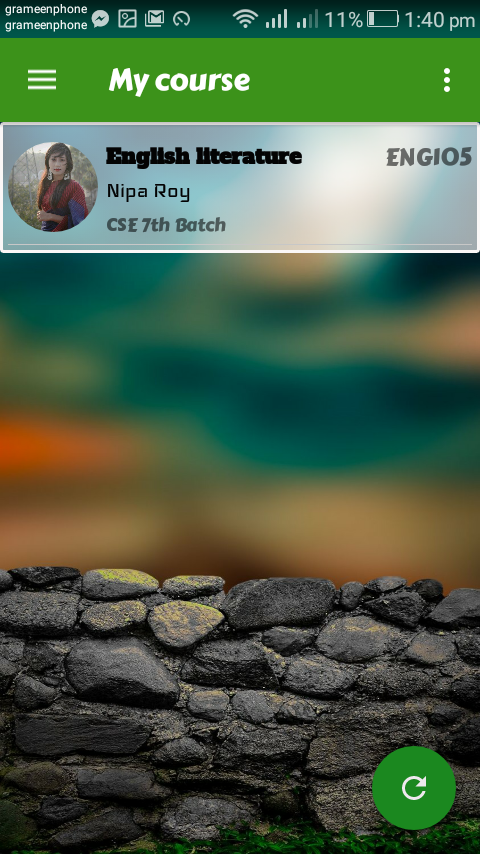 grameenphone
grameenphone
11% 1:40 pm
My course
English literature ENG105
Nipa Roy
CSE 7th Batch